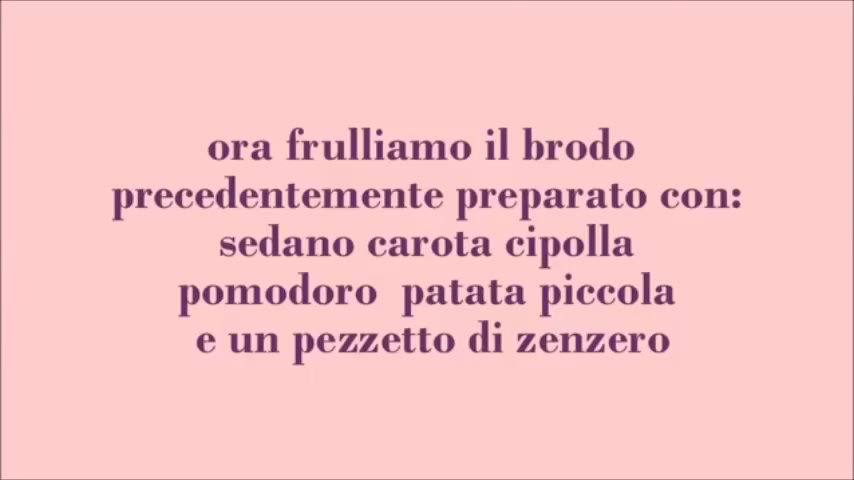 ora frulliamo il brodo
precedentemente preparato con:
sedano carota cipolla
pomodoro  patata piccola
e un pezzetto di zenzero